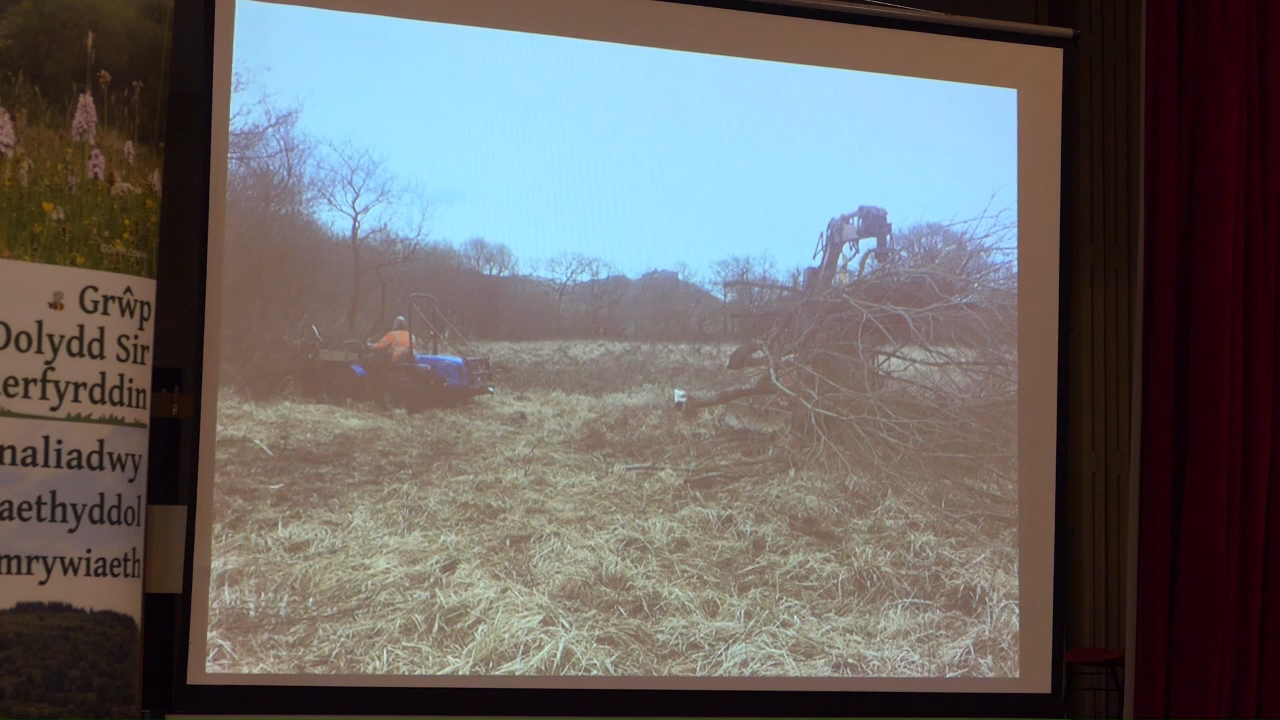 Grŵp
Dolydd Sir
erfyrddin
naliadwy
aethyddol
mrywiaeth